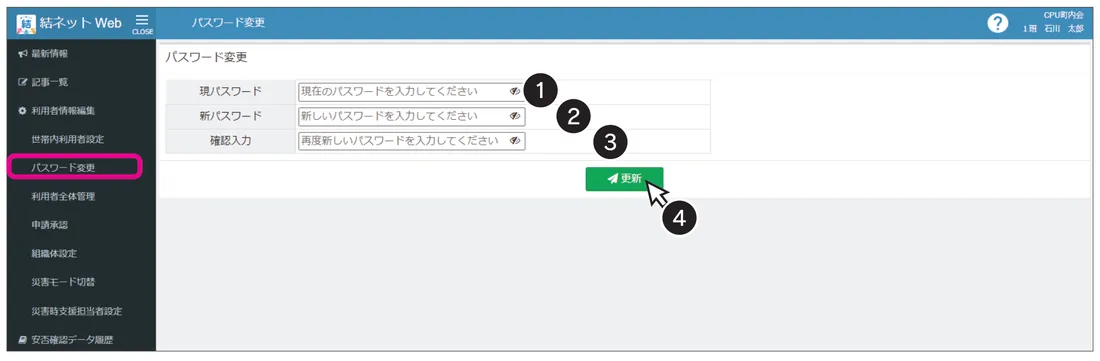 結ネット Web
CLOSE
パスワード変更
?
CPU町内会
1班 石川 太郎
最新情報
記事一覧
利用者情報編集
世帯内利用者設定
パスワード変更
利用者全体管理
申請承認
組織体設定
災害モード切替
災害時支援担当者設定
安否確認データ履歴
パスワード変更
現パスワード 現在のパスワードを入力してください 1
新パスワード 新しいパスワードを入力してください 2
確認入力 再度新しいパスワードを入力してください 3
更新
4